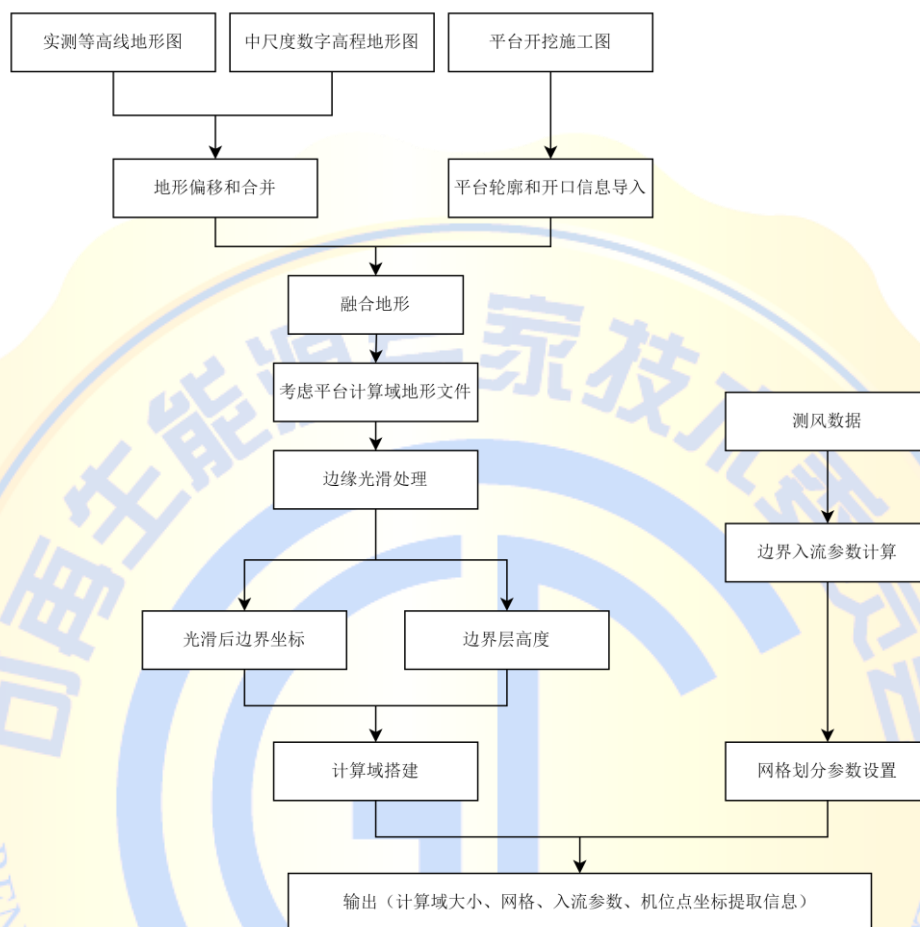 实测等高线地形图
中尺度数字高程地形图
平台开挖施工图
地形偏移和合并
平台轮廓和开口信息导入
融合地形
考虑平台计算域地形文件
测风数据
边缘光滑处理
边界入流参数计算
光滑后边界坐标
边界层高度
计算域搭建
网格划分参数设置
输出（计算域大小、网格、入流参数、机位点坐标提取信息）